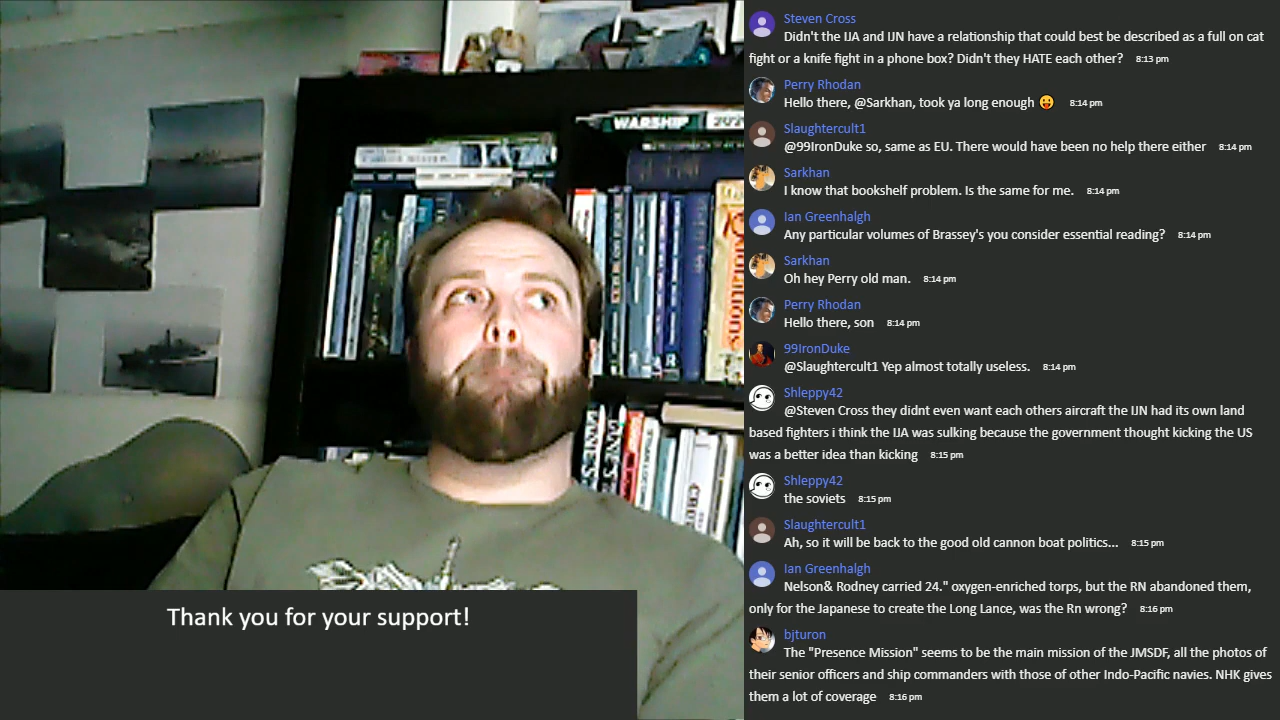 WARSHIP 2021
Thank you for your support!
Steven Cross
Didn't the IJA and IJN have a relationship that could best be described as a full on cat
fight or a knife fight in a phone box? Didn't they HATE each other? 8:13 pm
Perry Rhodan
Hello there, @Sarkhan, took ya long enough 😛 8:14 pm
Slaughtercult1
@99IronDuke so, same as EU. There would have been no help there either 8:14 pm
Sarkhan
I know that bookshelf problem. Is the same for me. 8:14 pm
Ian Greenhalgh
Any particular volumes of Brassey's you consider essential reading? 8:14 pm
Sarkhan
Oh hey Perry old man. 8:14 pm
Perry Rhodan
Hello there, son 8:14 pm
99IronDuke
@Slaughtercult1 Yep almost totally useless. 8:14 pm
Shleppy42
@Steven Cross they didnt even want each others aircraft the IJN had its own land
based fighters i think the IJA was sulking because the government thought kicking the US
was a better idea than kicking 8:15 pm
Shleppy42
the soviets 8:15 pm
Slaughtercult1
Ah, so it will be back to the good old cannon boat politics... 8:15 pm
Ian Greenhalgh
Nelson& Rodney carried 24." oxygen-enriched torps, but the RN abandoned them,
only for the Japanese to create the Long Lance, was the Rn wrong? 8:16 pm
bjturon
The "Presence Mission" seems to be the main mission of the JMSDF, all the photos of
their senior officers and ship commanders with those of other Indo-Pacific navies. NHK gives
them a lot of coverage 8:16 pm